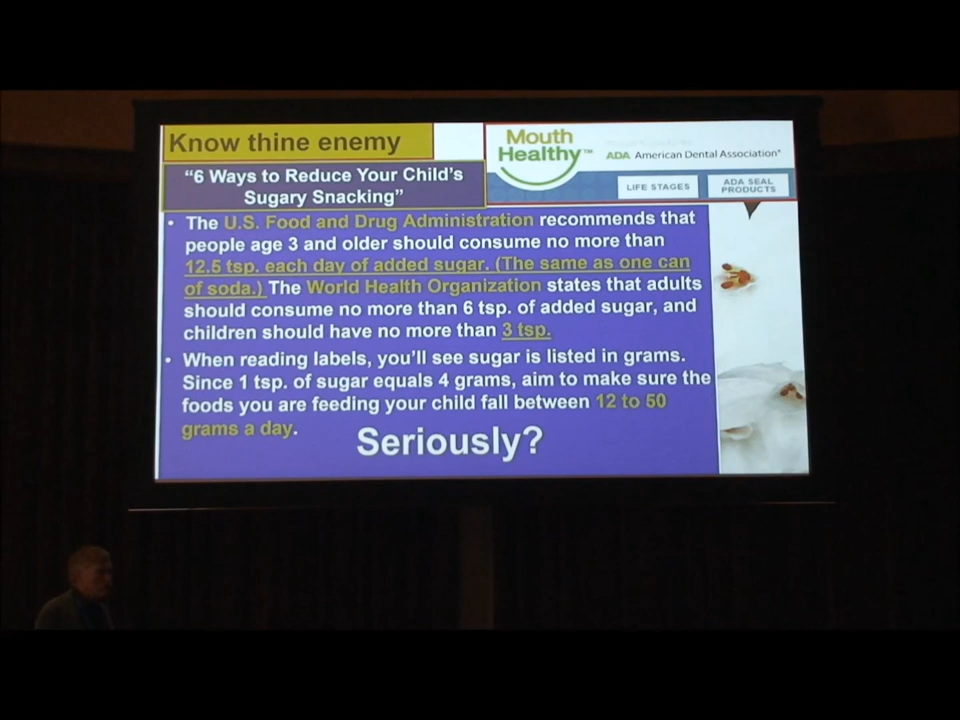 Know thine enemy
Mouth
Healthy™
ADA American Dental Association®
LIFE STAGES
ADA SEAL
PRODUCTS
“6 Ways to Reduce Your Child’s
Sugary Snacking”
• The U.S. Food and Drug Administration recommends that
people age 3 and older should consume no more than
12.5 tsp. each day of added sugar. (The same as one can
of soda.) The World Health Organization states that adults
should consume no more than 6 tsp. of added sugar, and
children should have no more than 3 tsp.
• When reading labels, you’ll see sugar is listed in grams.
Since 1 tsp. of sugar equals 4 grams, aim to make sure the
foods you are feeding your child fall between 12 to 50
grams a day.
Seriously?